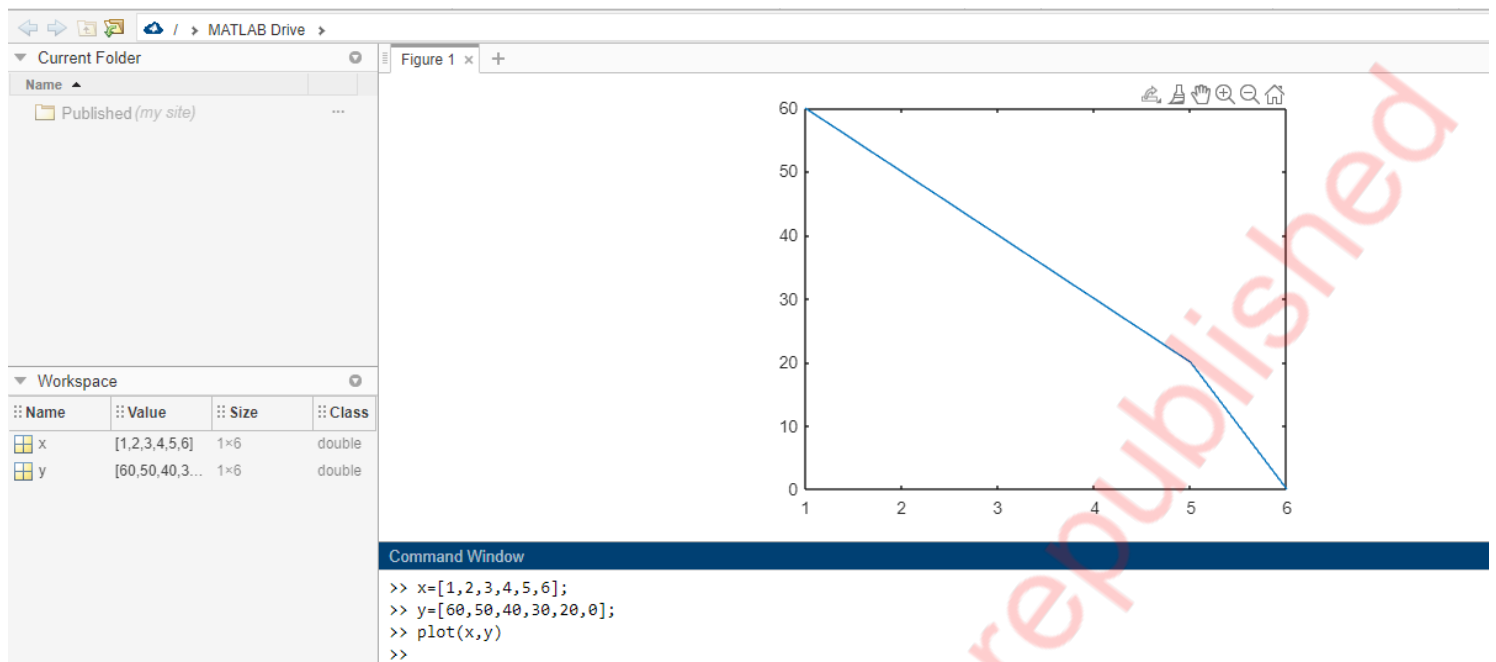 / > MATLAB Drive >
Current Folder
Name
Published (my site)
Workspace
Name Value Size Class
x [1,2,3,4,5,6] 1×6 double
y [60,50,40,3... 1×6 double
Figure 1 × +
60
50
40
30
20
10
0
1 2 3 4 5 6
Command Window
>> x=[1,2,3,4,5,6];
>> y=[60,50,40,30,20,0];
>> plot(x,y)
>>
republished